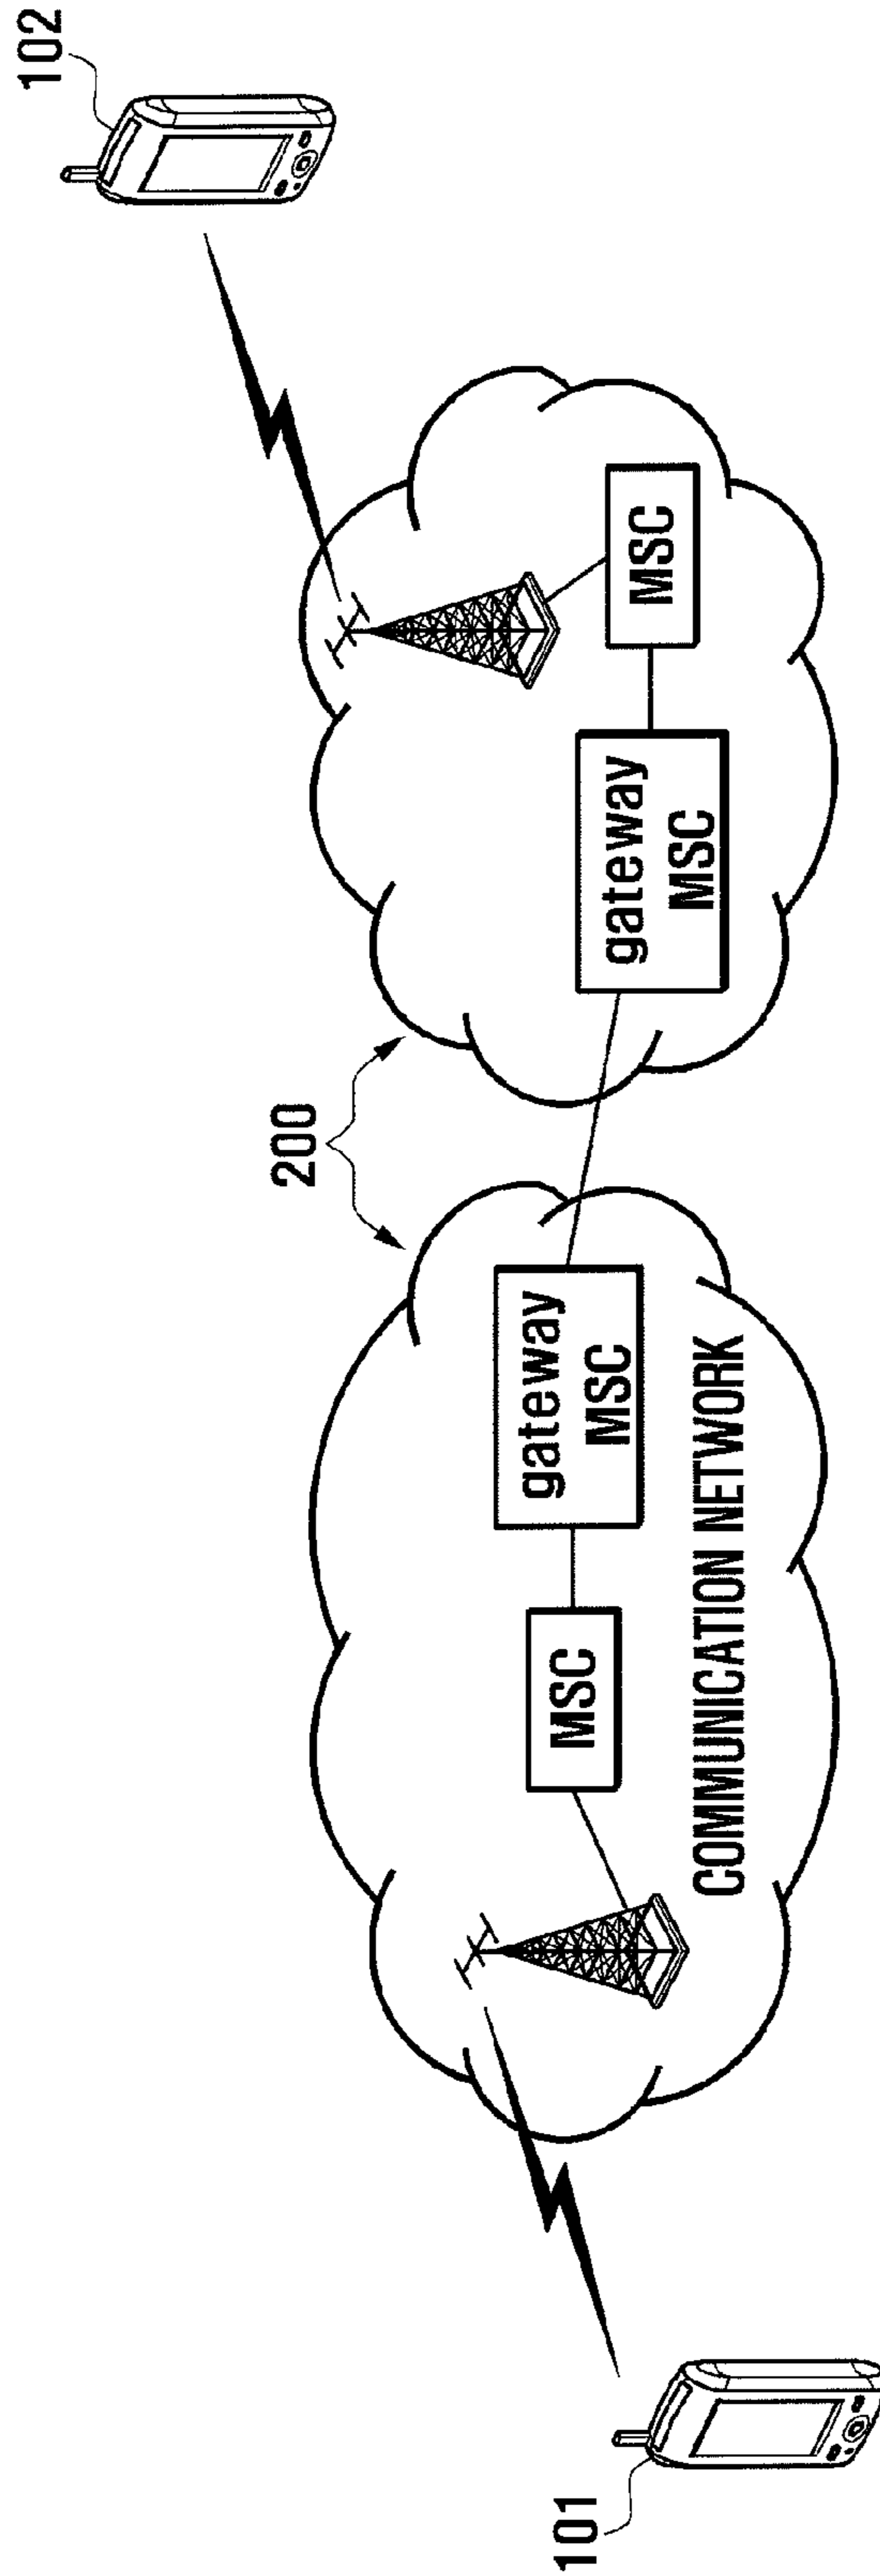 101
MSC
gateway
MSC
COMMUNICATION NETWORK
200
gateway
MSC
MSC
102